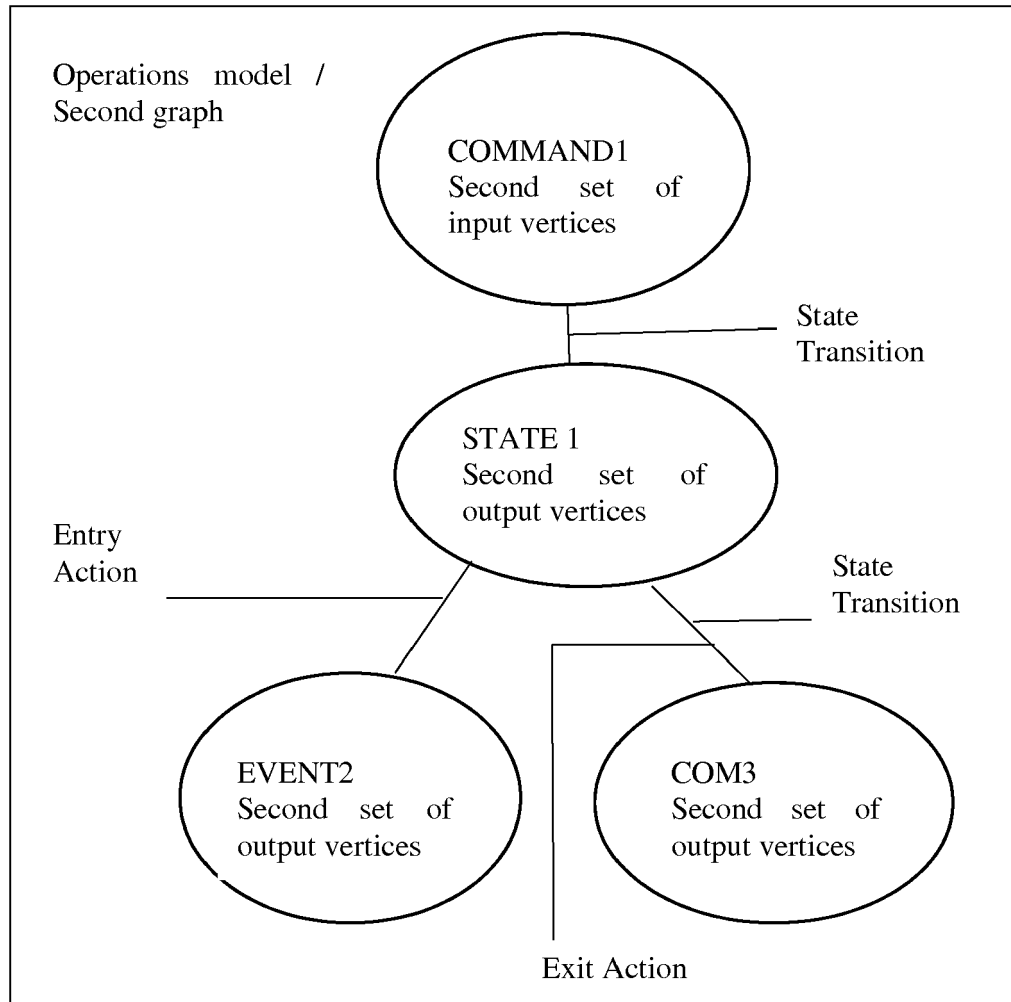 Operations model /
Second graph
COMMAND1
Second set of
input vertices
State
Transition
STATE 1
Second set of
output vertices
Entry
Action
State
Transition
EVENT2
Second set of
output vertices
COM3
Second set of
output vertices
Exit Action